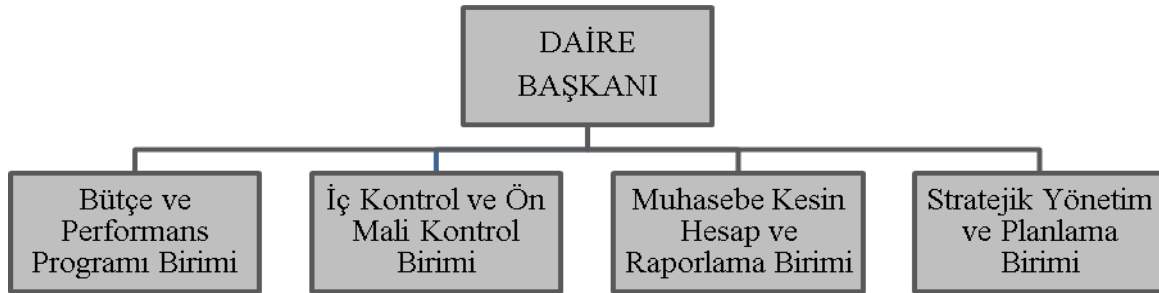 DAİRE
BAŞKANI
Bütçe ve
Performans
Programı Birimi
İç Kontrol ve Ön
Mali Kontrol
Birimi
Muhasebe Kesin
Hesap ve
Raporlama Birimi
Stratejik Yönetim
ve Planlama
Birimi